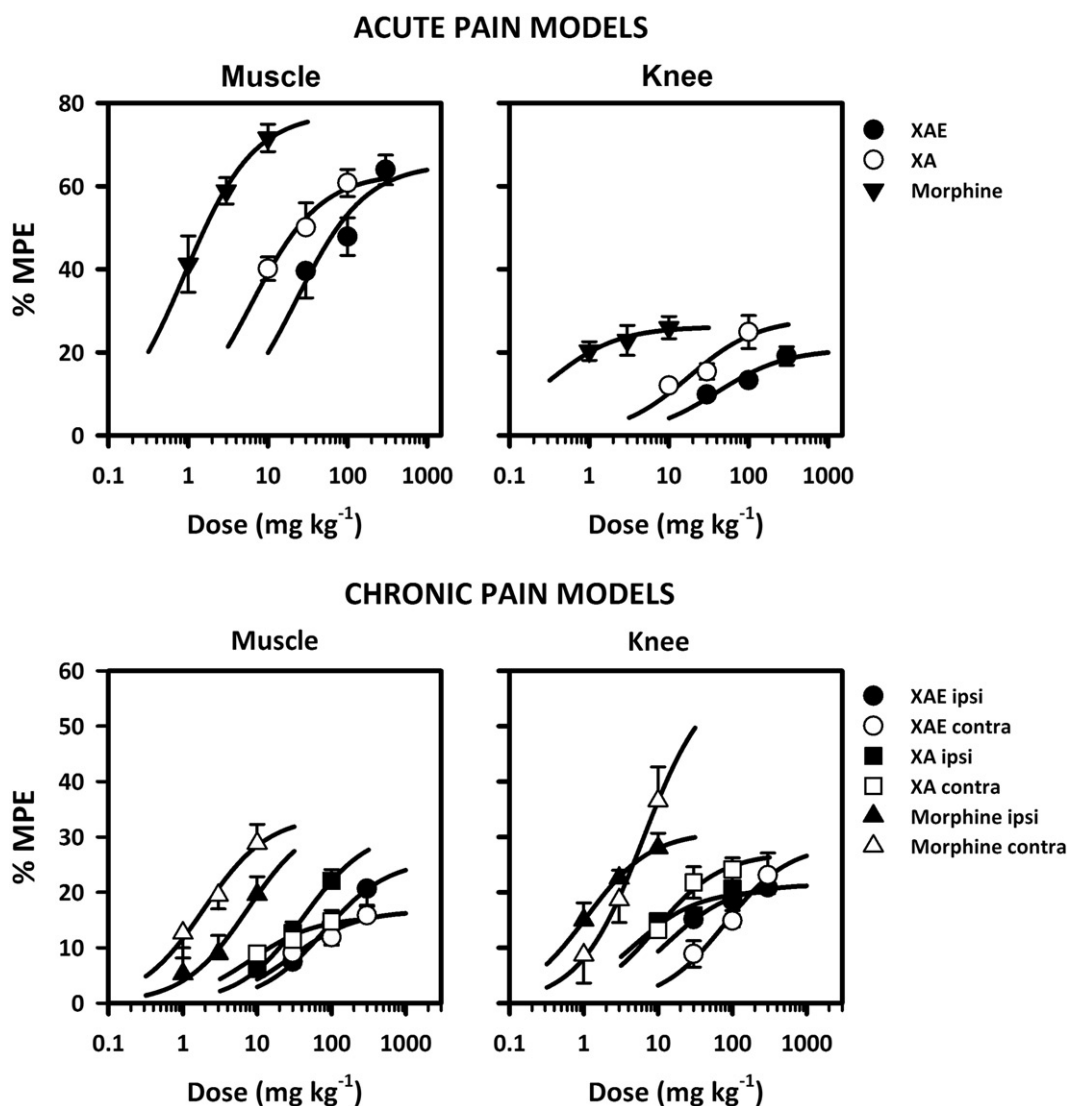 ACUTE PAIN MODELS
Muscle
Knee
% MPE
80
60
40
20
0
0.1 1 10 100 1000
0.1 1 10 100 1000
Dose (mg kg⁻¹)
Dose (mg kg⁻¹)
XAE
XA
Morphine
CHRONIC PAIN MODELS
Muscle
Knee
% MPE
60
50
40
30
20
10
0
0.1 1 10 100 1000
0.1 1 10 100 1000
Dose (mg kg⁻¹)
Dose (mg kg⁻¹)
XAE ipsi
XAE contra
XA ipsi
XA contra
Morphine ipsi
Morphine contra